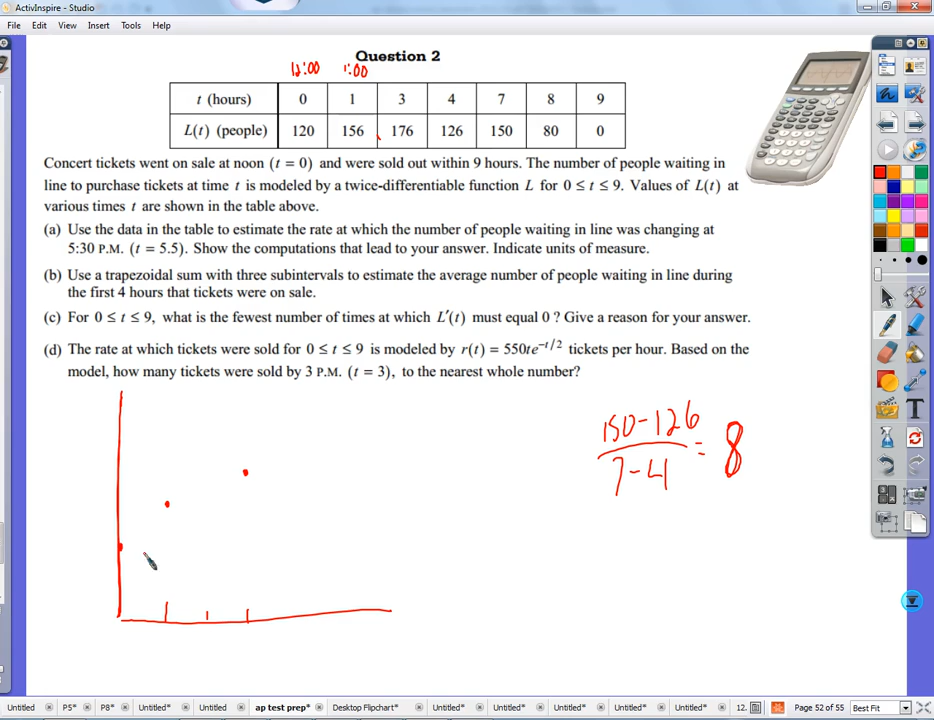 ActivInspire - Studio
File Edit View Insert Tools Help
Question 2
12:00 1:00
t (hours) 0 1 3 4 7 8 9
L(t) (people) 120 156 176 126 150 80 0
Concert tickets went on sale at noon (t = 0) and were sold out within 9 hours. The number of people waiting in
line to purchase tickets at time t is modeled by a twice-differentiable function L for 0 ≤ t ≤ 9. Values of L(t) at
various times t are shown in the table above.
(a) Use the data in the table to estimate the rate at which the number of people waiting in line was changing at
5:30 P.M. (t = 5.5). Show the computations that lead to your answer. Indicate units of measure.
(b) Use a trapezoidal sum with three subintervals to estimate the average number of people waiting in line during
the first 4 hours that tickets were on sale.
(c) For 0 ≤ t ≤ 9, what is the fewest number of times at which L′(t) must equal 0 ? Give a reason for your answer.
(d) The rate at which tickets were sold for 0 ≤ t ≤ 9 is modeled by r(t) = 550te^(−t/2) tickets per hour. Based on the
model, how many tickets were sold by 3 P.M. (t = 3), to the nearest whole number?
150-126
7-4
= 8
Untitled P5* P8* Untitled* Untitled ap test prep* Desktop Flipchart* Untitled* Untitled* Untitled* Untitled* Untitled* 12. Page 52 of 55 Best Fit